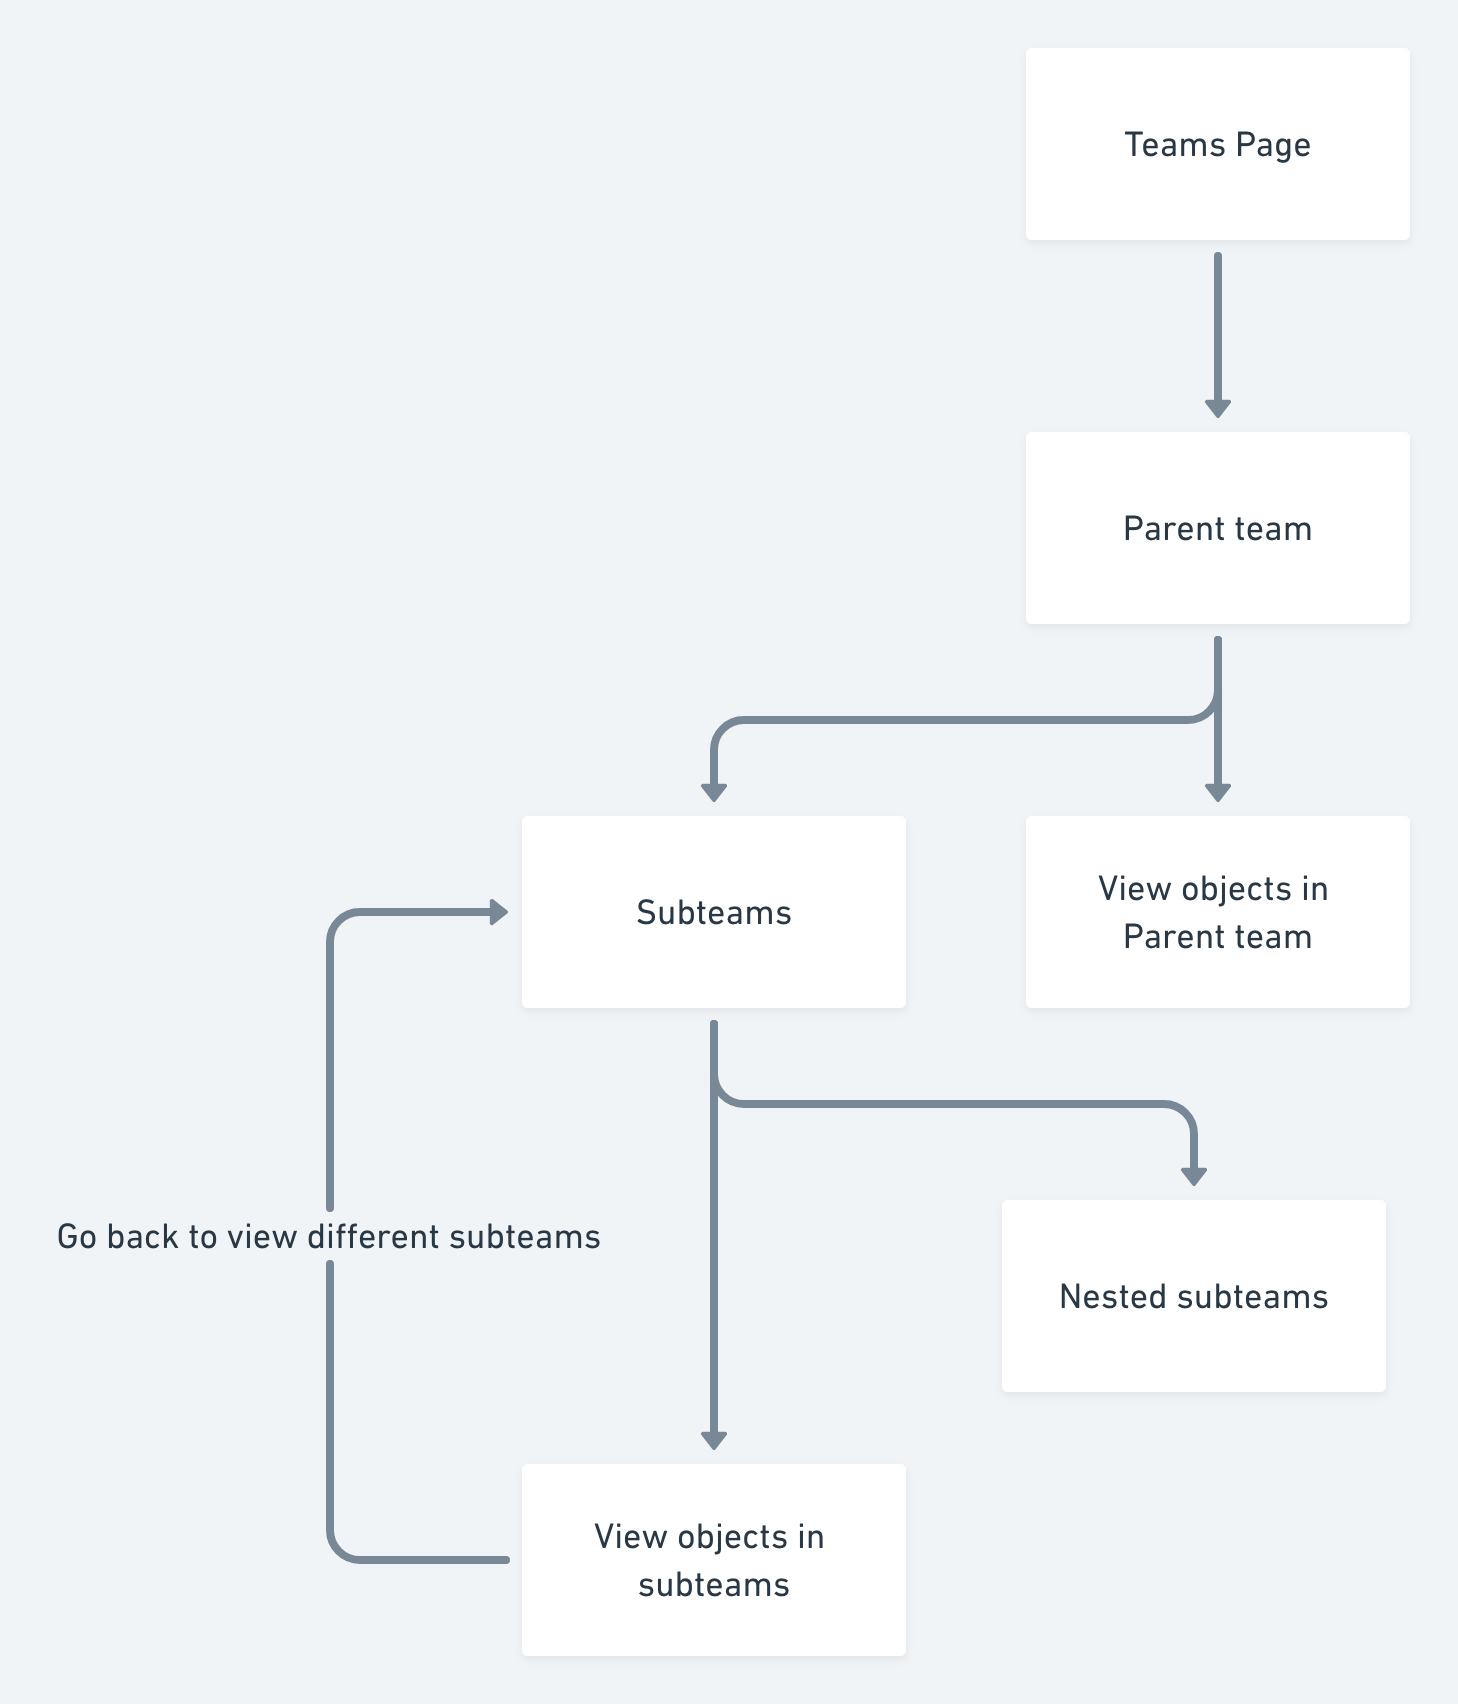 Teams Page
Parent team
Subteams
View objects in
Parent team
Go back to view different subteams
Nested subteams
View objects in
subteams